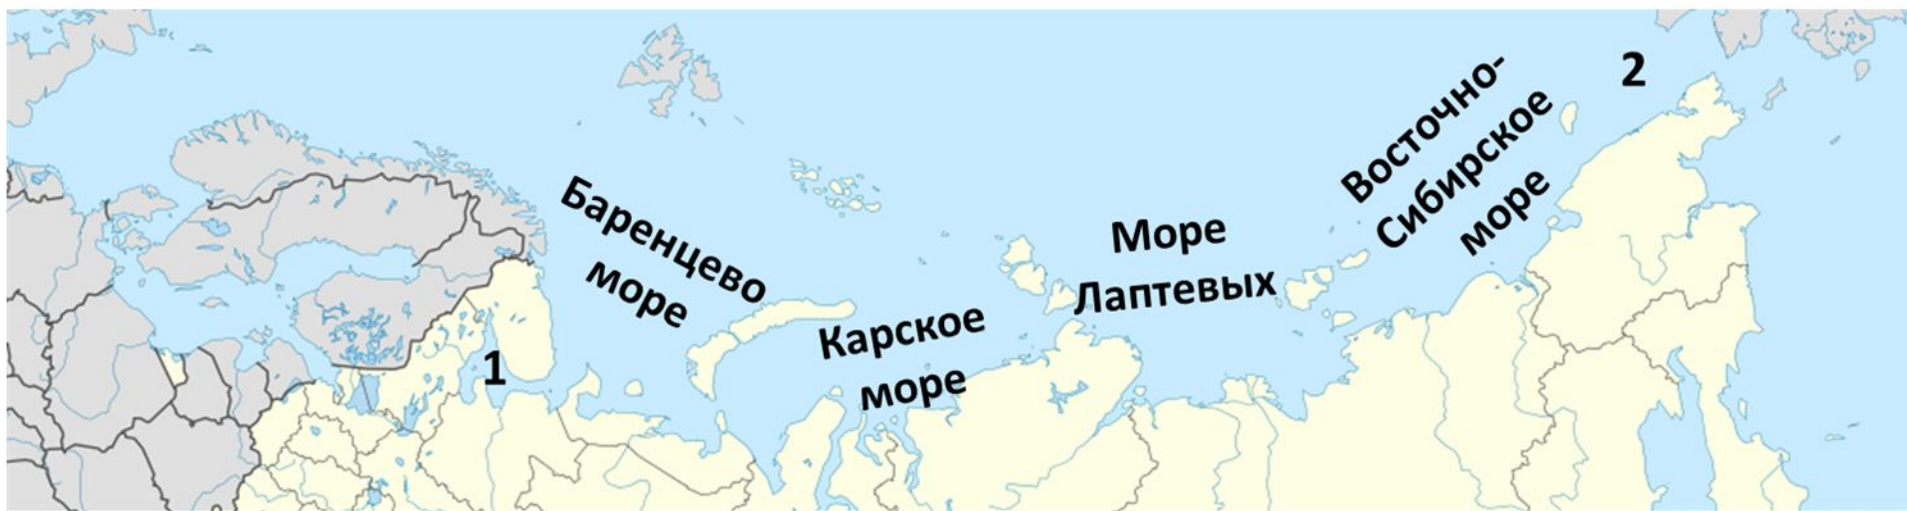 Баренцево
море
Карское
море
Море
Лаптевых
Восточно-
Сибирское
море
1
2